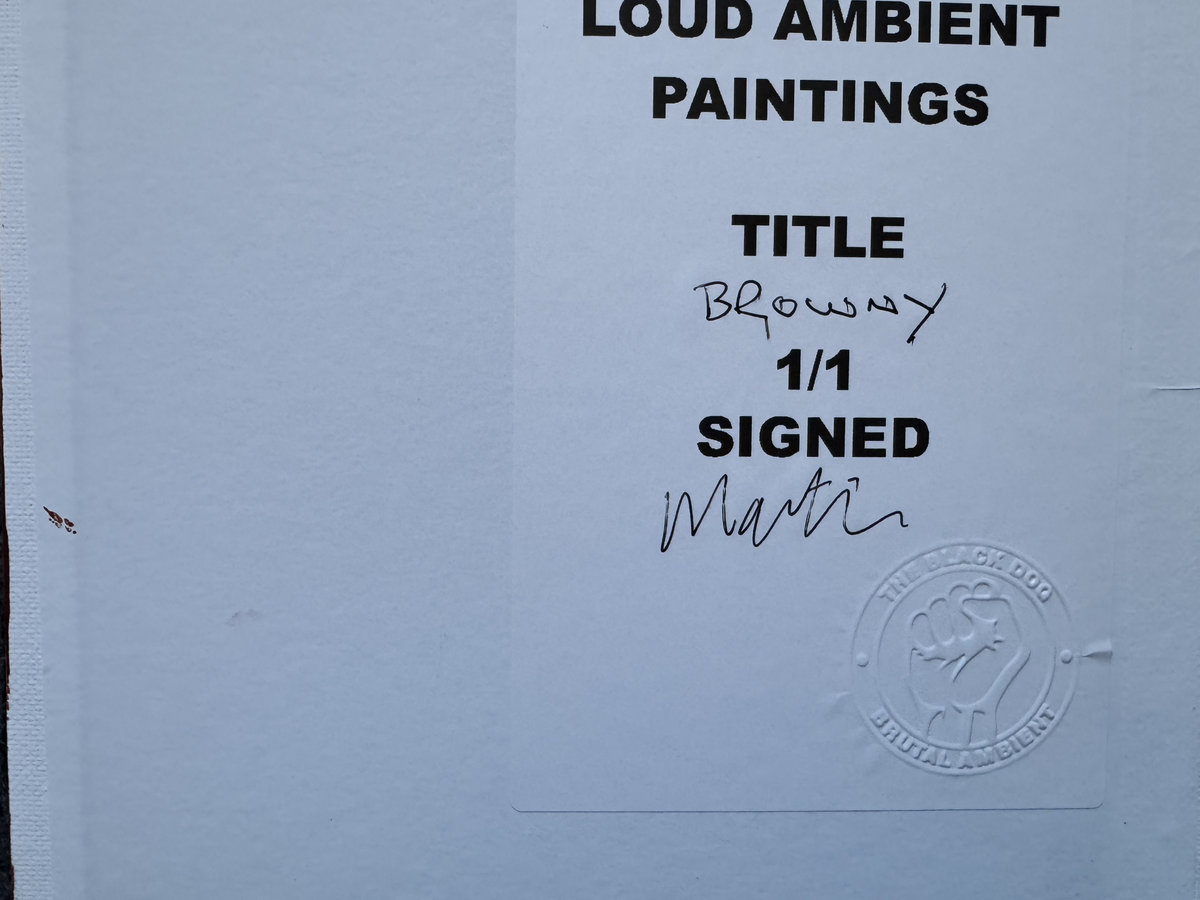 LOUD AMBIENT
PAINTINGS
TITLE
BROWNY
1/1
SIGNED
Martin
THE BLACK DOG
BRUTAL AMBIENT